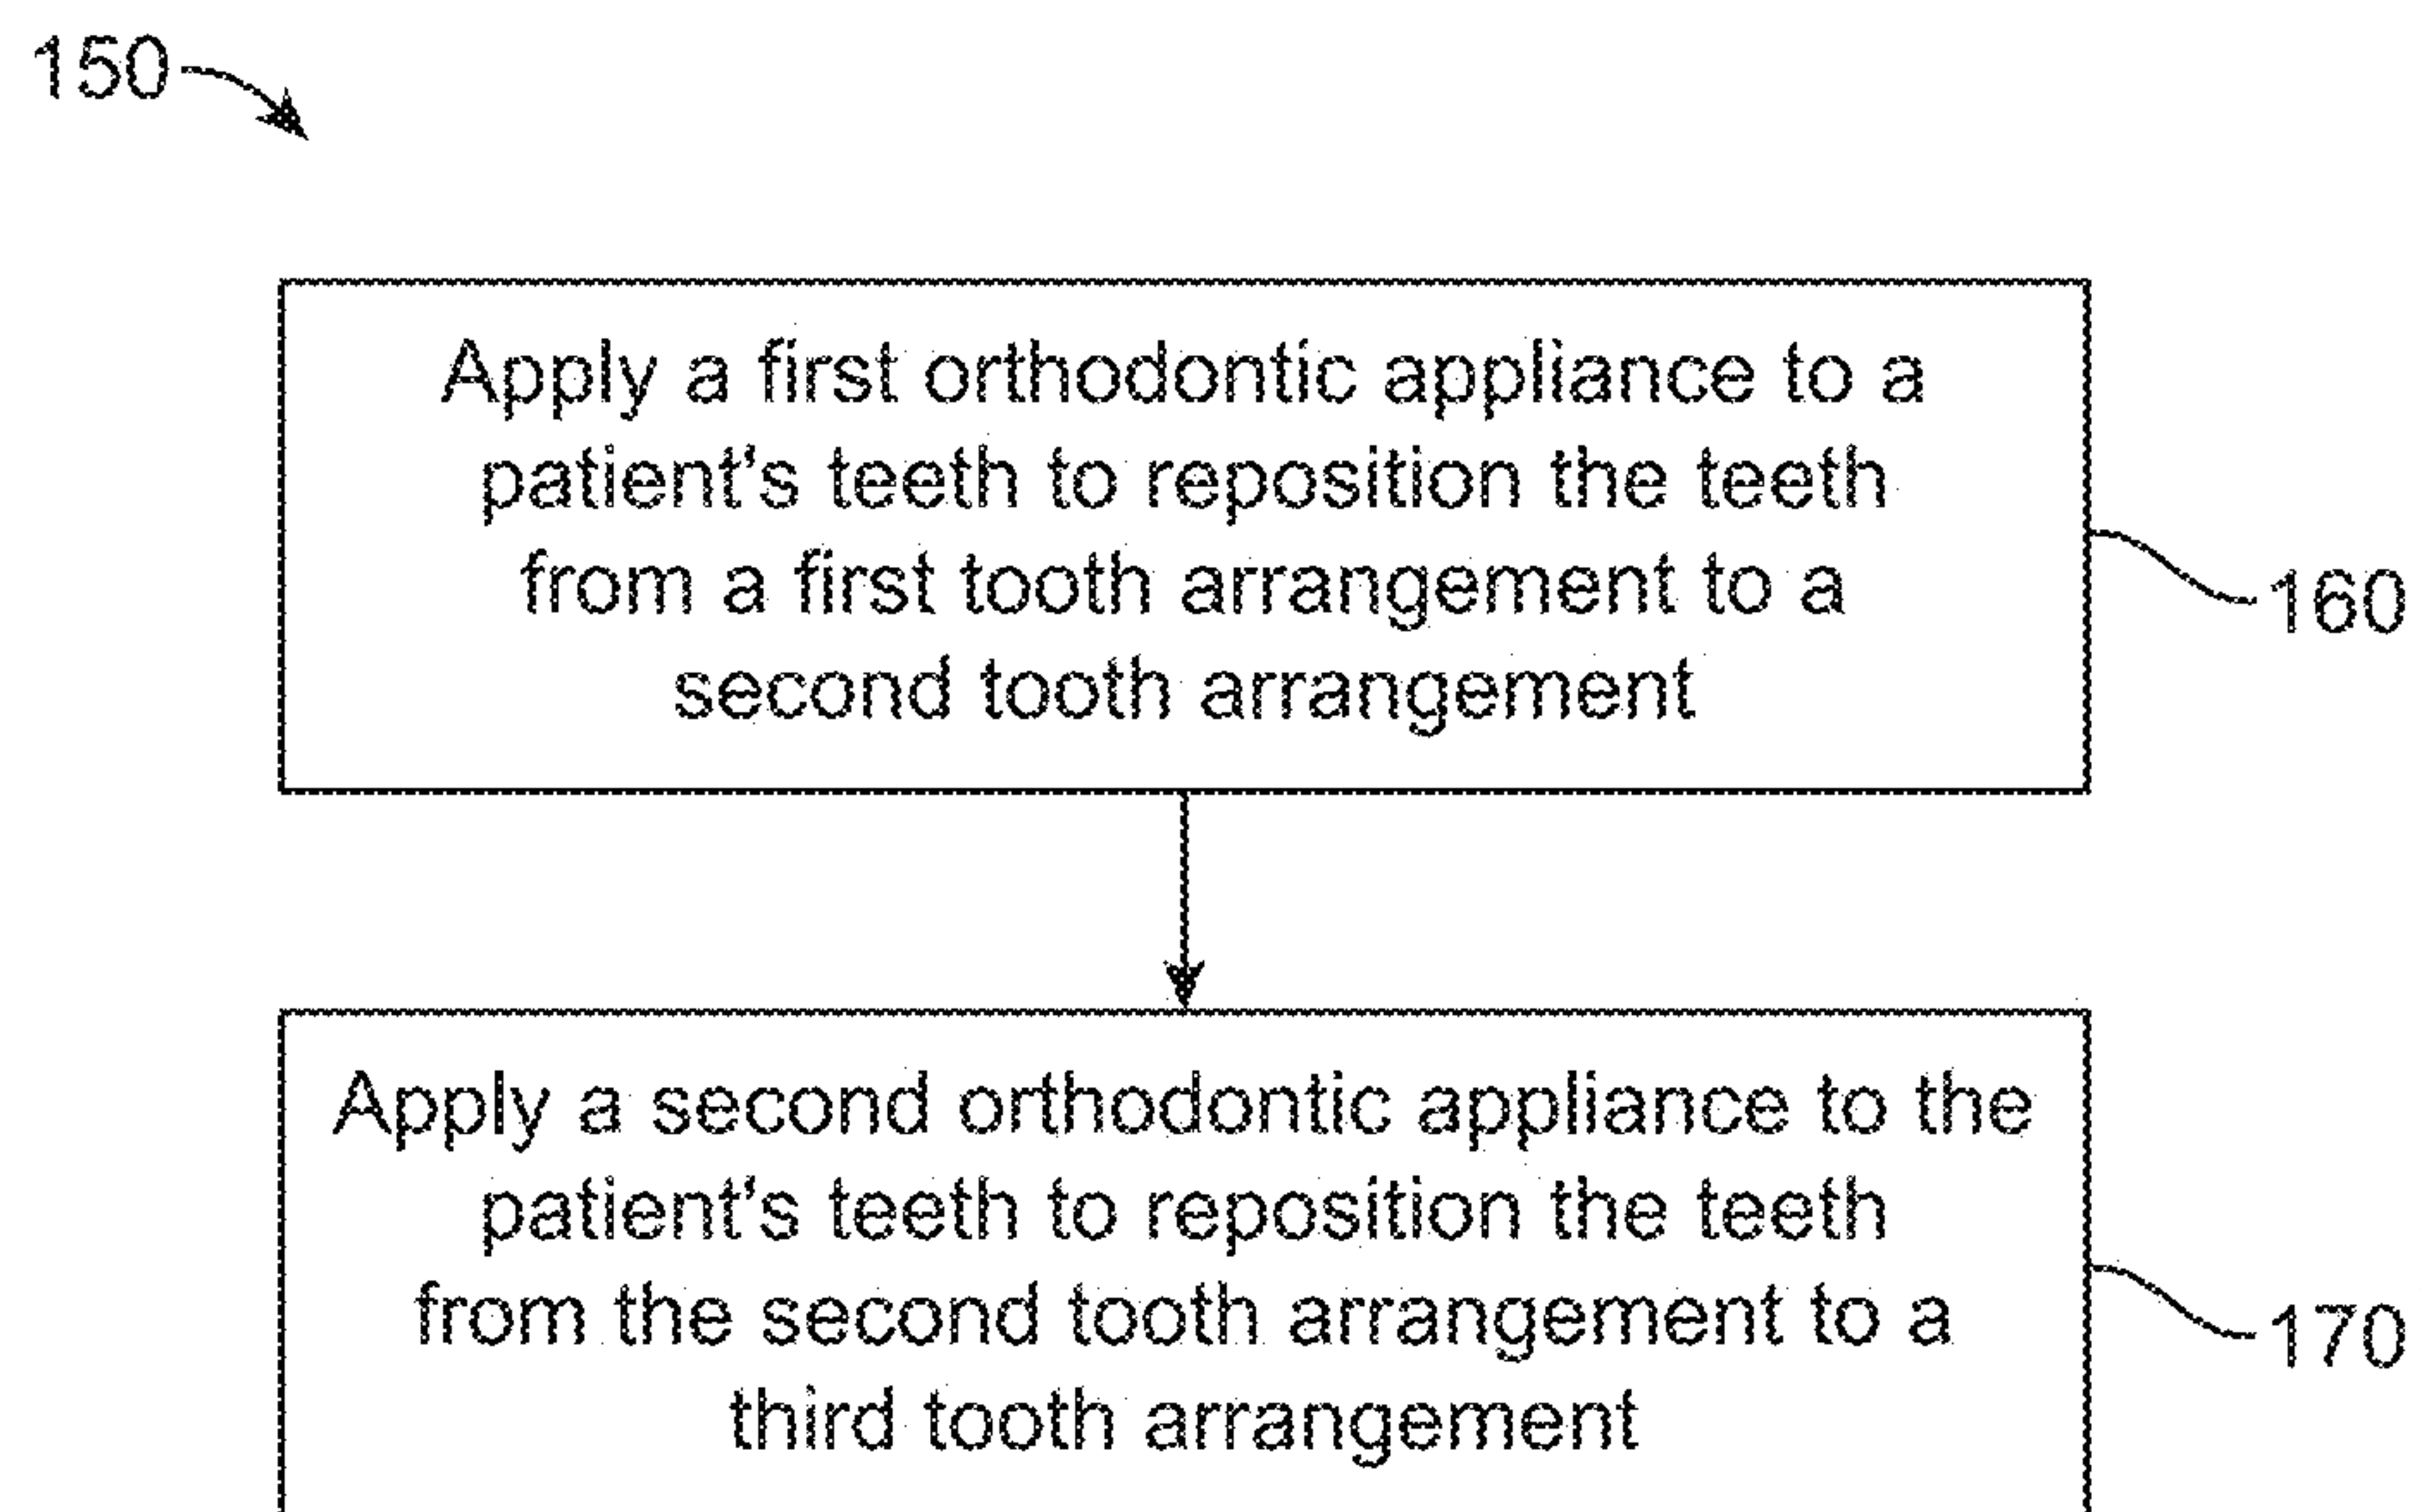 150
Apply a first orthodontic appliance to a
patient's teeth to reposition the teeth
from a first tooth arrangement to a
second tooth arrangement
160
Apply a second orthodontic appliance to the
patient's teeth to reposition the teeth
from the second tooth arrangement to a
third tooth arrangement
170